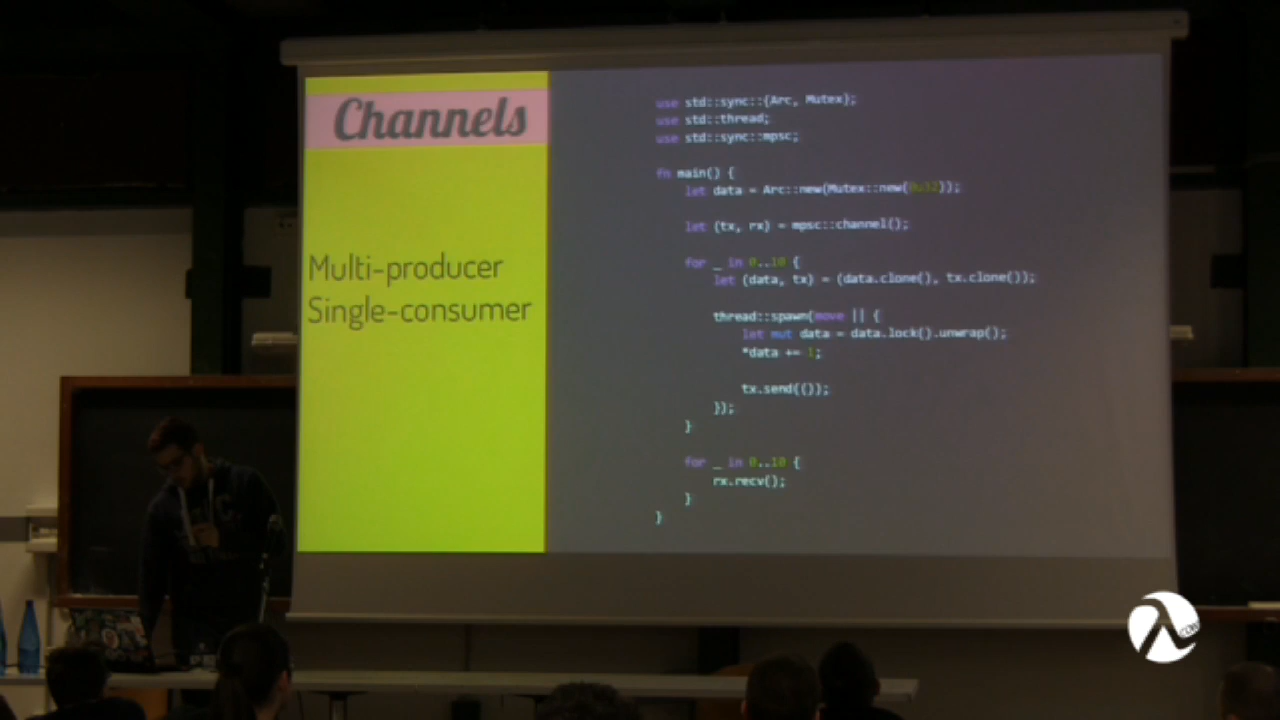 Channels
Multi-producer
Single-consumer
use std::sync::{Arc, Mutex};
use std::thread;
use std::sync::mpsc;
fn main() {
let data = Arc::new(Mutex::new(0u32));
let (tx, rx) = mpsc::channel();
for _ in 0..10 {
let (data, tx) = (data.clone(), tx.clone());
thread::spawn(move || {
let mut data = data.lock().unwrap();
*data += 1;
tx.send(());
});
}
for _ in 0..10 {
rx.recv();
}
}
λ